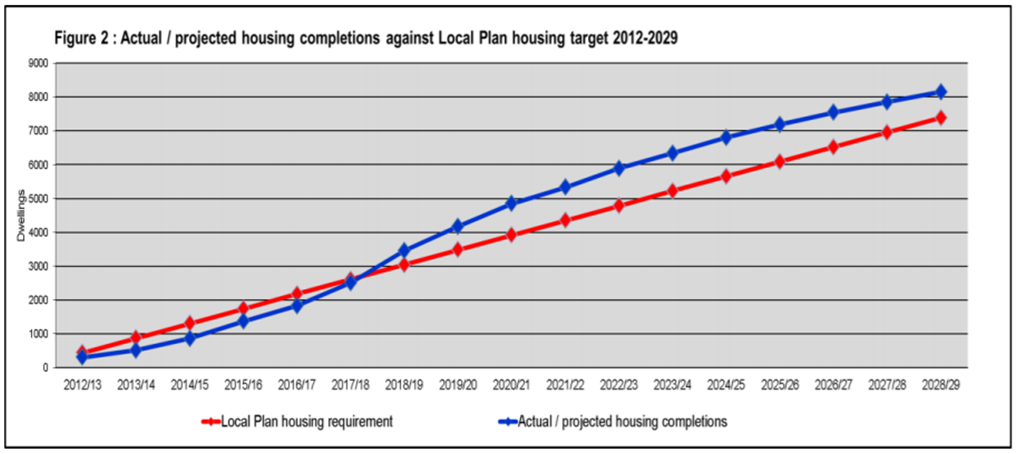 Figure 2 : Actual / projected housing completions against Local Plan housing target 2012-2029
9000
8000
7000
6000
5000
4000
3000
2000
1000
0
Dwellings
2012/13 2013/14 2014/15 2015/16 2016/17 2017/18 2018/19 2019/20 2020/21 2021/22 2022/23 2023/24 2024/25 2025/26 2026/27 2027/28 2028/29
Local Plan housing requirement Actual / projected housing completions